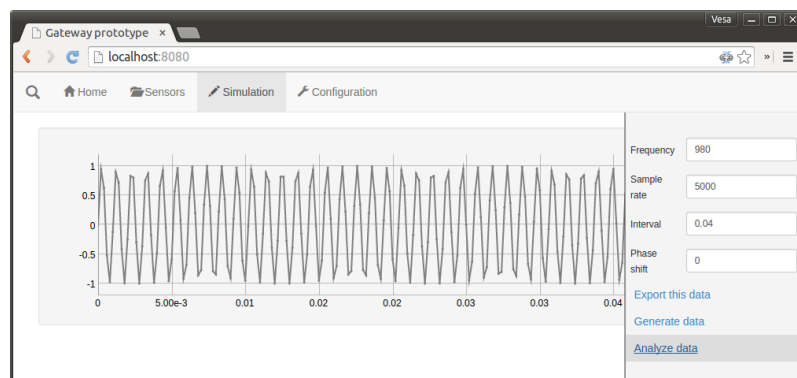 Vesa
Gateway prototype ×
localhost:8080
»
Home Sensors Simulation Configuration
Frequency 980
Sample rate 5000
Interval 0.04
Phase shift 0
Export this data
Generate data
Analyze data
1
0.5
0
-0.5
-1
0 5.00e-3 0.01 0.02 0.02 0.03 0.03 0.04